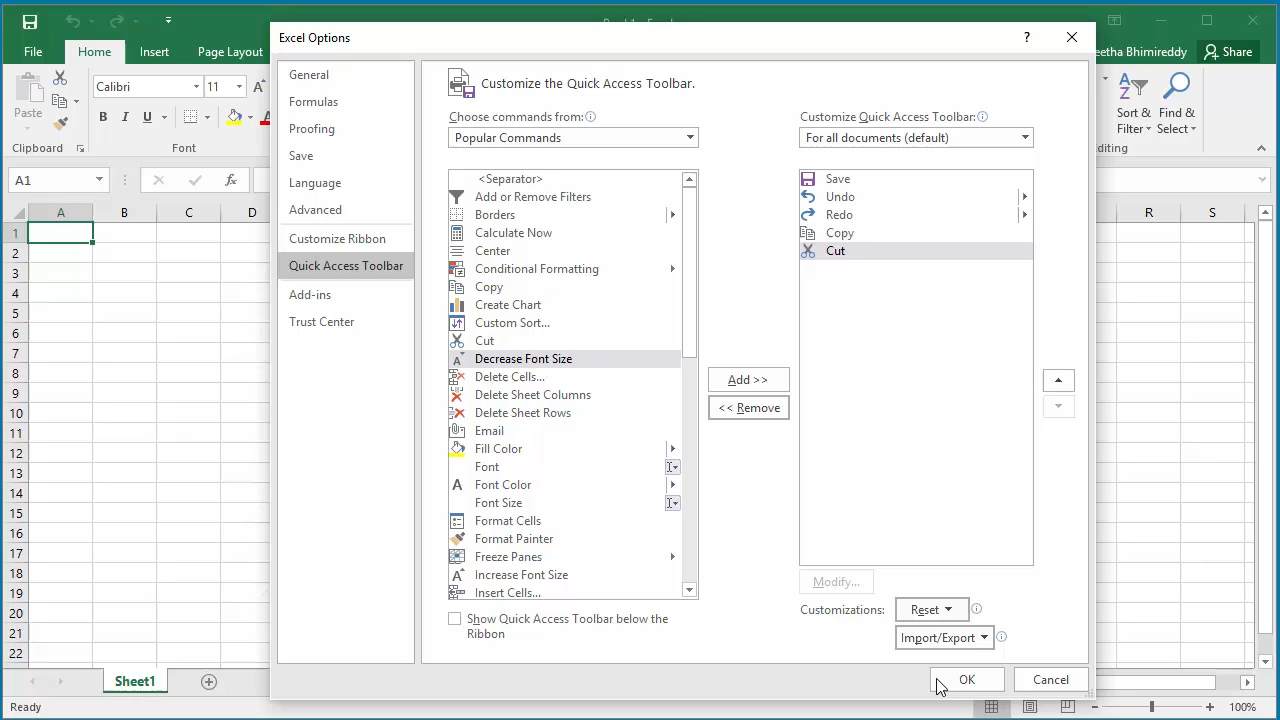 Excel Options
?
File
Home
Insert
Page Layout
eetha Bhimireddy
Share
Paste
Calibri
11
B I U
Clipboard
Font
Sort &
Filter
Find &
Select
diting
A1
fx
A B C D R S
1
2
3
4
5
6
7
8
9
10
11
12
13
14
15
16
17
18
19
20
21
22
General
Formulas
Proofing
Save
Language
Advanced
Customize Ribbon
Quick Access Toolbar
Add-ins
Trust Center
Customize the Quick Access Toolbar.
Choose commands from:
Popular Commands
<Separator>
Add or Remove Filters
Borders
Calculate Now
Center
Conditional Formatting
Copy
Create Chart
Custom Sort...
Cut
Decrease Font Size
Delete Cells...
Delete Sheet Columns
Delete Sheet Rows
Email
Fill Color
Font
Font Color
Font Size
Format Cells
Format Painter
Freeze Panes
Increase Font Size
Insert Cells...
Show Quick Access Toolbar below the
Ribbon
Add >>
<< Remove
Customize Quick Access Toolbar:
For all documents (default)
Save
Undo
Redo
Copy
Cut
Modify...
Customizations:
Reset
Import/Export
OK
Cancel
Sheet1
Ready
100%